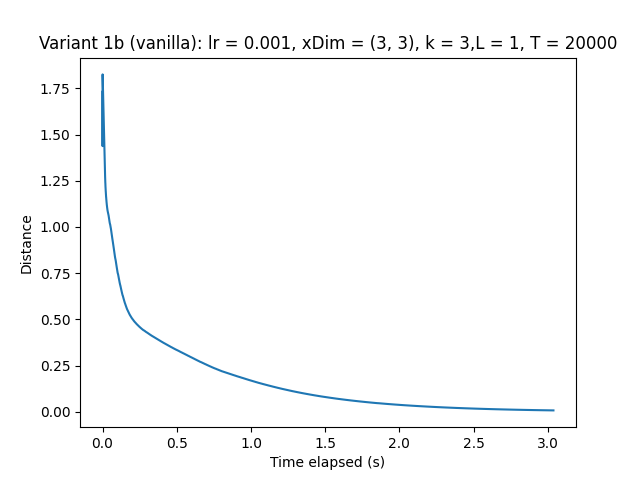 Variant 1b (vanilla): lr = 0.001, xDim = (3, 3), k = 3,L = 1, T = 20000
1.75
1.50
1.25
1.00
0.75
0.50
0.25
0.00
Distance
0.0 0.5 1.0 1.5 2.0 2.5 3.0
Time elapsed (s)